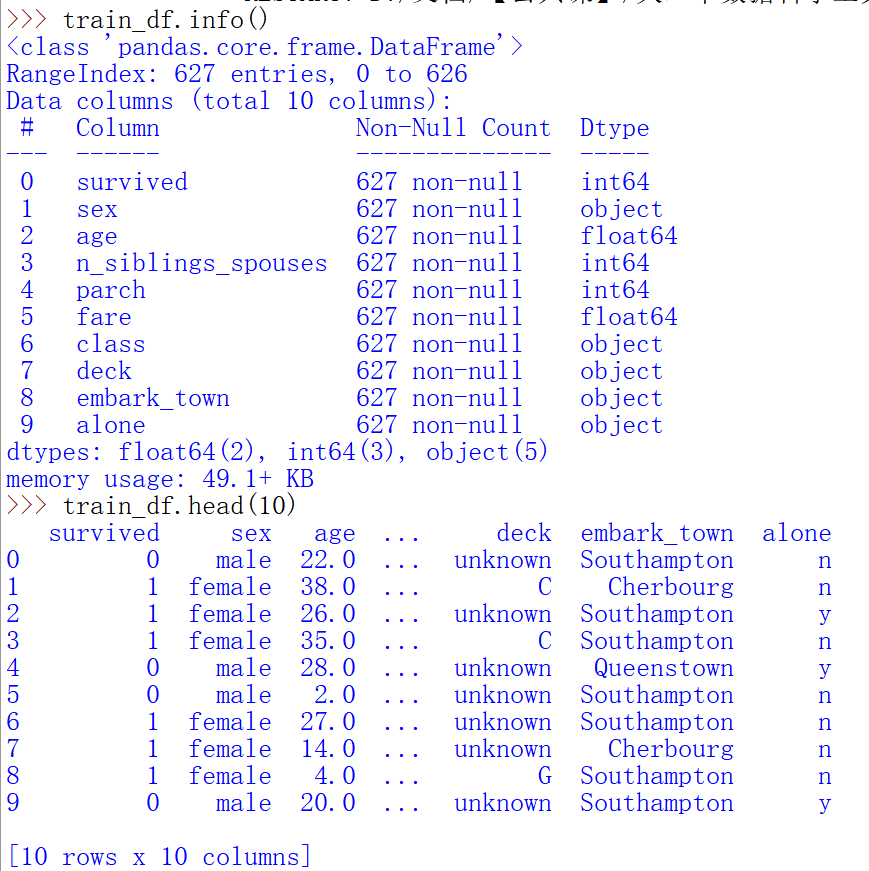 >>> train_df.info()
<class 'pandas.core.frame.DataFrame'>
RangeIndex: 627 entries, 0 to 626
Data columns (total 10 columns):
 #   Column              Non-Null Count  Dtype
---  ------              --------------  -----
 0   survived            627 non-null    int64
 1   sex                 627 non-null    object
 2   age                 627 non-null    float64
 3   n_siblings_spouses  627 non-null    int64
 4   parch               627 non-null    int64
 5   fare                627 non-null    float64
 6   class               627 non-null    object
 7   deck                627 non-null    object
 8   embark_town         627 non-null    object
 9   alone               627 non-null    object
dtypes: float64(2), int64(3), object(5)
memory usage: 49.1+ KB
>>> train_df.head(10)
   survived     sex   age  ...     deck  embark_town  alone
0         0    male  22.0  ...  unknown  Southampton      n
1         1  female  38.0  ...        C    Cherbourg      n
2         1  female  26.0  ...  unknown  Southampton      y
3         1  female  35.0  ...        C  Southampton      n
4         0    male  28.0  ...  unknown   Queenstown      y
5         0    male   2.0  ...  unknown  Southampton      n
6         1  female  27.0  ...  unknown  Southampton      n
7         1  female  14.0  ...  unknown    Cherbourg      n
8         1  female   4.0  ...        G  Southampton      n
9         0    male  20.0  ...  unknown  Southampton      y
[10 rows x 10 columns]